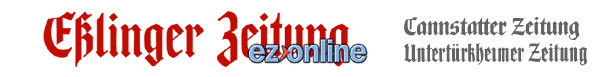 Eßlinger Zeitung
ez online
Cannstatter Zeitung
Untertürkheimer Zeitung